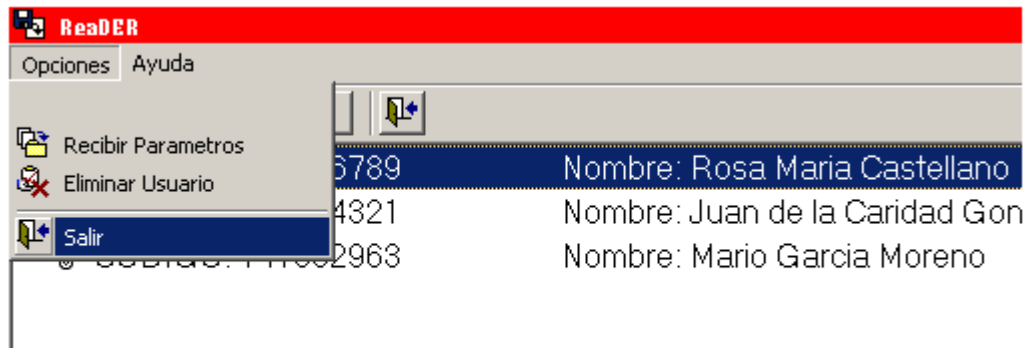 ReaDER
Opciones Ayuda
Recibir Parametros
Eliminar Usuario
Salir
6789 Nombre: Rosa Maria Castellano
4321 Nombre: Juan de la Caridad Gon
2963 Nombre: Mario Garcia Moreno